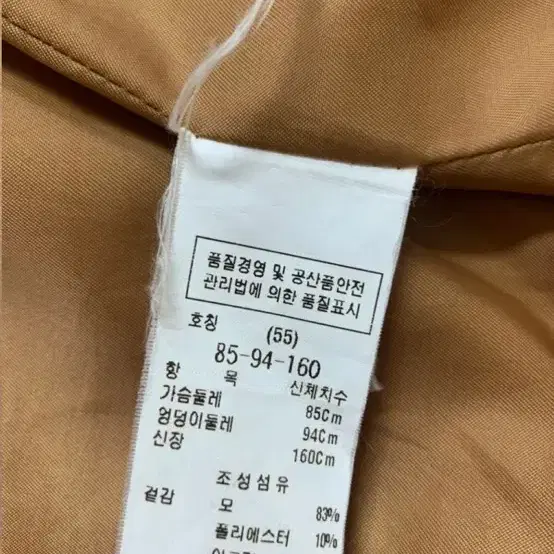 품질경영 및 공산품안전
관리법에 의한 품질표시
호칭 (55)
85-94-160
항 목 신체치수
가슴둘레 85Cm
엉덩이둘레 94Cm
신장 160Cm
조성섬유
겉감 모 83%
폴리에스터 10%